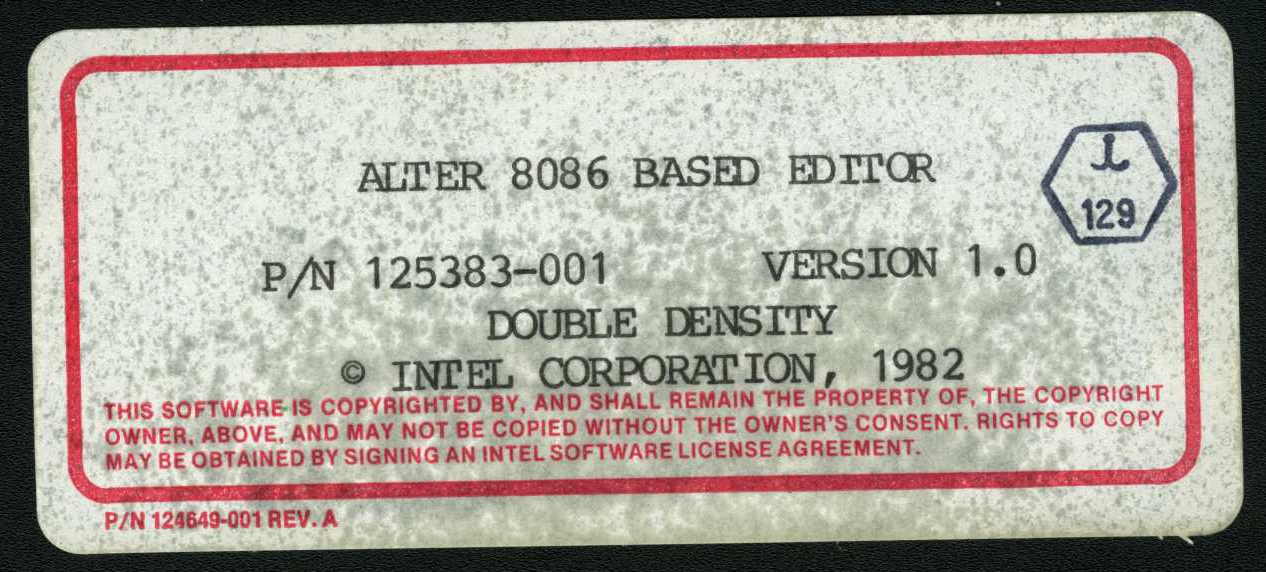 ALTER 8086 BASED EDITOR
129
P/N 125383-001 VERSION 1.0
DOUBLE DENSITY
© INTEL CORPORATION, 1982
THIS SOFTWARE IS COPYRIGHTED BY, AND SHALL REMAIN THE PROPERTY OF, THE COPYRIGHT
OWNER, ABOVE, AND MAY NOT BE COPIED WITHOUT THE OWNER'S CONSENT. RIGHTS TO COPY
MAY BE OBTAINED BY SIGNING AN INTEL SOFTWARE LICENSE AGREEMENT.
P/N 124649-001 REV. A